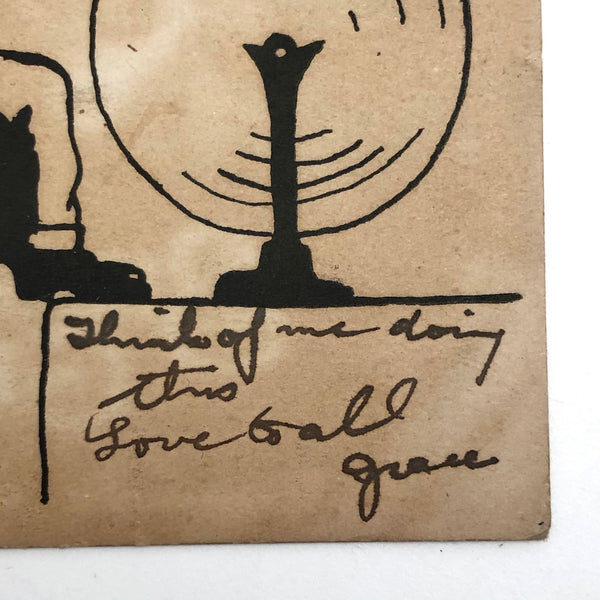 Think of me doing
this
Love to all
Grace